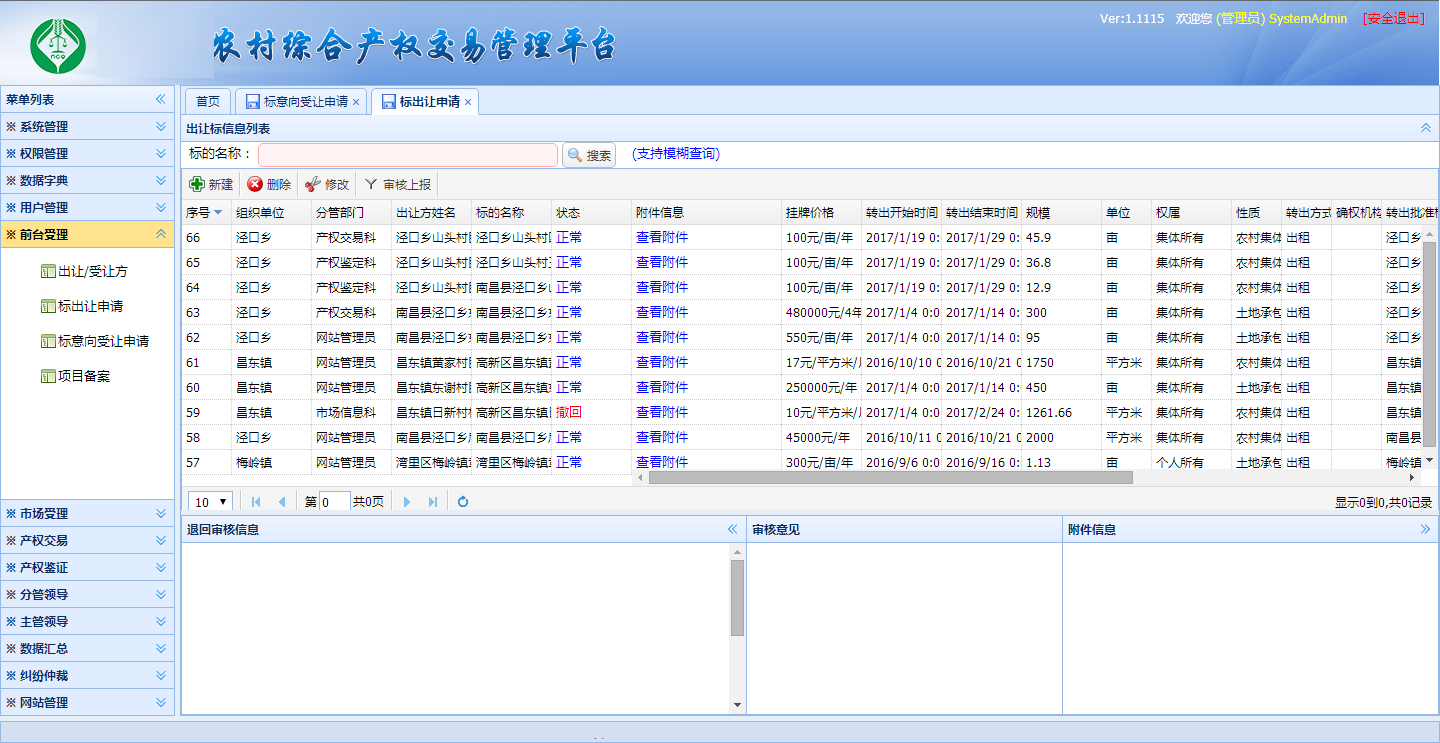 Ver:1.1115 欢迎您 (管理员) SystemAdmin [安全退出]
农村综合产权交易管理平台
菜单列表
※ 系统管理
※ 权限管理
※ 数据字典
※ 用户管理
※ 前台受理
出让/受让方
标出让申请
标意向受让申请
项目备案
※ 市场受理
※ 产权交易
※ 产权鉴证
※ 分管领导
※ 主管领导
※ 数据汇总
※ 纠纷仲裁
※ 网站管理
首页 标意向受让申请 × 标出让申请 ×
出让标信息列表
标的名称： 搜索 (支持模糊查询)
新建 删除 修改 审核上报
序号 组织单位 分管部门 出让方姓名 标的名称 状态 附件信息 挂牌价格 转出开始时间 转出结束时间 规模 单位 权属 性质 转出方式 确权机构 转出批准
66 泾口乡 产权交易科 泾口乡山头村 泾口乡山头村 正常 查看附件 100元/亩/年 2017/1/19 0: 2017/1/29 0: 45.9 亩 集体所有 农村集体 出租 泾口乡
65 泾口乡 产权鉴定科 泾口乡山头村 泾口乡山头村 正常 查看附件 100元/亩/年 2017/1/19 0: 2017/1/29 0: 36.8 亩 集体所有 农村集体 出租 泾口乡
64 泾口乡 产权鉴定科 泾口乡山头村 南昌县泾口乡 正常 查看附件 100元/亩/年 2017/1/19 0: 2017/1/29 0: 12.9 亩 集体所有 农村集体 出租 泾口乡
63 泾口乡 产权交易科 南昌县泾口乡 南昌县泾口乡 正常 查看附件 480000元/4年 2017/1/4 0:0 2017/1/14 0: 300 亩 集体所有 土地承包 出租 泾口乡
62 泾口乡 网站管理员 南昌县泾口乡 南昌县泾口乡 正常 查看附件 550元/亩/年 2017/1/4 0:0 2017/1/14 0: 95 亩 集体所有 土地承包 出租 泾口乡
61 昌东镇 网站管理员 昌东镇黄家村 高新区昌东镇 正常 查看附件 17元/平方米/ 2016/10/10 0 2016/10/21 0 1750 平方米 集体所有 农村集体 出租 昌东镇
60 昌东镇 网站管理员 昌东镇东谢村 高新区昌东镇 正常 查看附件 250000元/年 2017/1/4 0:0 2017/1/14 0: 450 亩 集体所有 土地承包 出租 昌东镇
59 昌东镇 市场信息科 昌东镇日新村 高新区昌东镇 撤回 查看附件 10元/平方米/ 2017/1/4 0:0 2017/2/24 0: 1261.66 平方米 集体所有 农村集体 出租 昌东镇
58 泾口乡 网站管理员 南昌县泾口乡 南昌县泾口乡 正常 查看附件 45000元/年 2016/10/11 0 2016/10/21 0 2000 平方米 集体所有 农村集体 出租 南昌县
57 梅岭镇 网站管理员 湾里区梅岭镇 湾里区梅岭镇 正常 查看附件 300元/亩/年 2016/9/6 0:0 2016/9/16 0: 1.13 亩 个人所有 土地承包 出租 梅岭镇
10 第 0 共0页 显示0到0,共0记录
退回审核信息 审核意见 附件信息